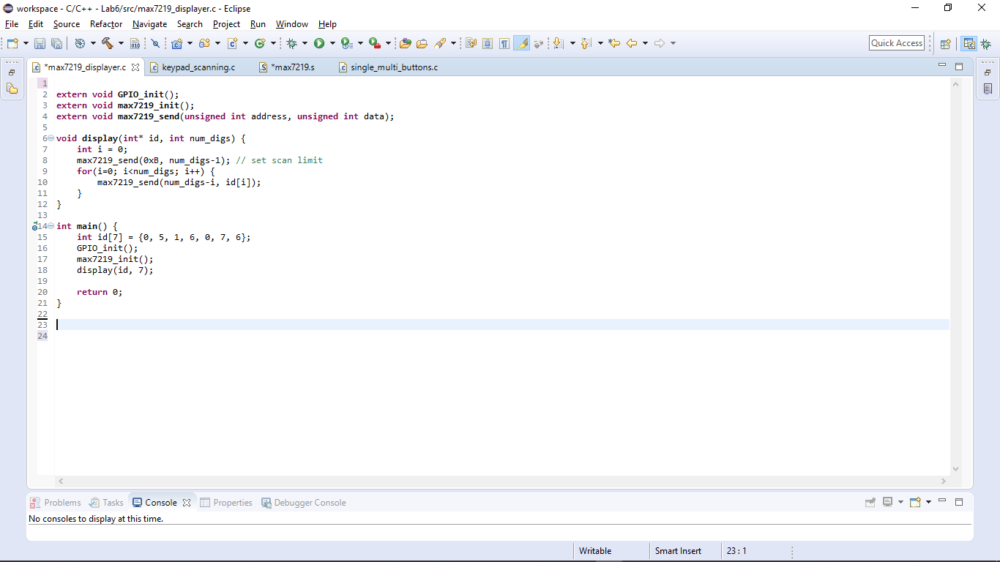 workspace - C/C++ - Lab6/src/max7219_displayer.c - Eclipse
File Edit Source Refactor Navigate Search Project Run Window Help
Quick Access
*max7219_displayer.c keypad_scanning.c *max7219.s single_multi_buttons.c
1
2 extern void GPIO_init();
3 extern void max7219_init();
4 extern void max7219_send(unsigned int address, unsigned int data);
5
6 void display(int* id, int num_digs) {
7 int i = 0;
8 max7219_send(0xB, num_digs-1); // set scan limit
9 for(i=0; i<num_digs; i++) {
10 max7219_send(num_digs-i, id[i]);
11 }
12 }
13
14 int main() {
15 int id[7] = {0, 5, 1, 6, 0, 7, 6};
16 GPIO_init();
17 max7219_init();
18 display(id, 7);
19
20 return 0;
21 }
22
23
24
Problems Tasks Console Properties Debugger Console
No consoles to display at this time.
Writable Smart Insert 23 : 1